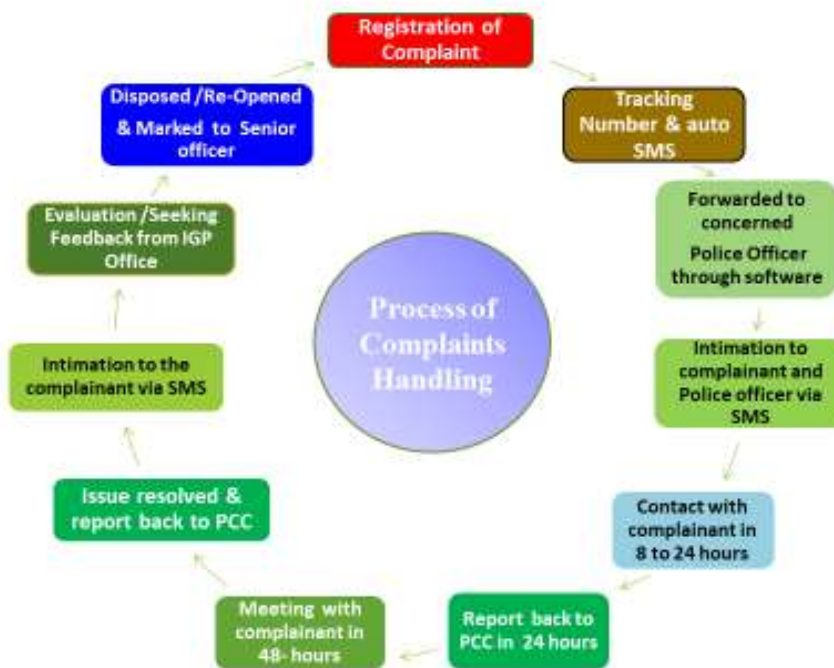 Registration of
Complaint
Tracking
Number & auto
SMS
Forwarded to
concerned
Police Officer
through software
Intimation to
complainant and
Police officer via
SMS
Contact with
complainant in
8 to 24 hours
Report back to
PCC in 24 hours
Meeting with
complainant in
48- hours
Issue resolved &
report back to PCC
Intimation to the
complainant via SMS
Evaluation /Seeking
Feedback from IGP
Office
Disposed /Re-Opened
& Marked to Senior
officer
Process of
Complaints
Handling